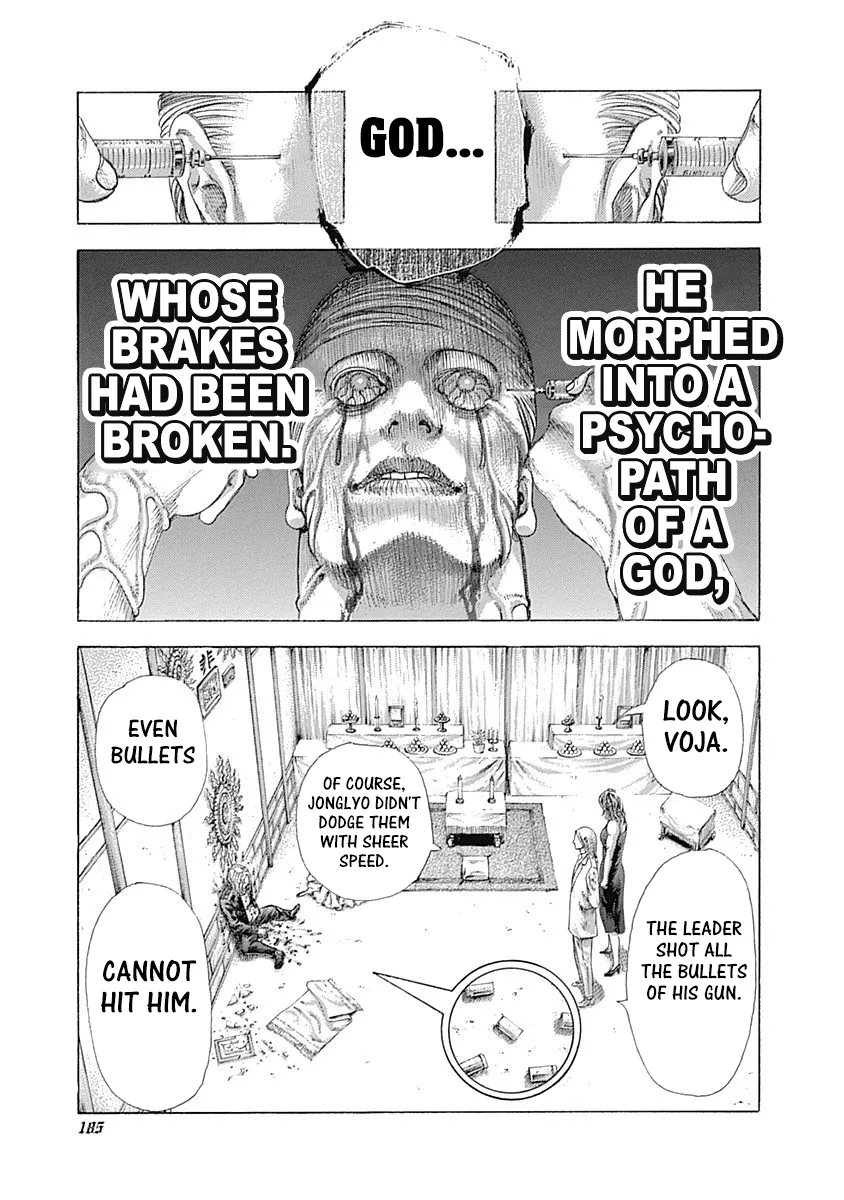 GOD...
HE
MORPHED
INTO A
PSYCHO-
PATH
OF A
GOD,
WHOSE
BRAKES
HAD BEEN
BROKEN.
LOOK,
VOJA.
THE LEADER
SHOT ALL
THE BULLETS
OF HIS GUN.
OF COURSE,
JONGLYO DIDN'T
DODGE THEM
WITH SHEER
SPEED.
EVEN
BULLETS
CANNOT
HIT HIM.
185